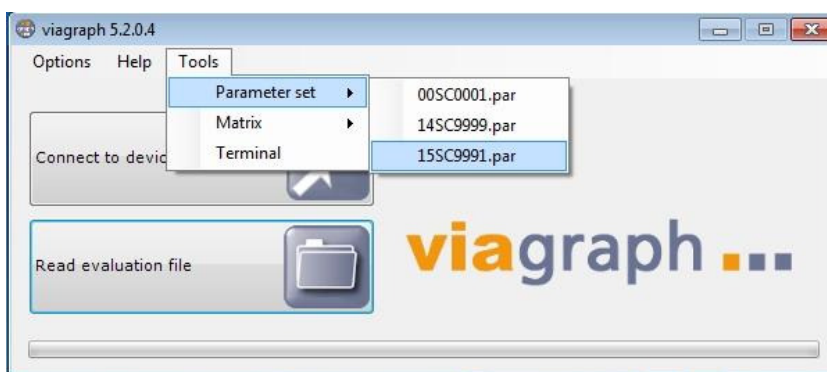 viagraph 5.2.0.4
Options Help Tools
Parameter set 00SC0001.par
Matrix 14SC9999.par
Connect to devic Terminal 15SC9991.par
Read evaluation file
viagraph